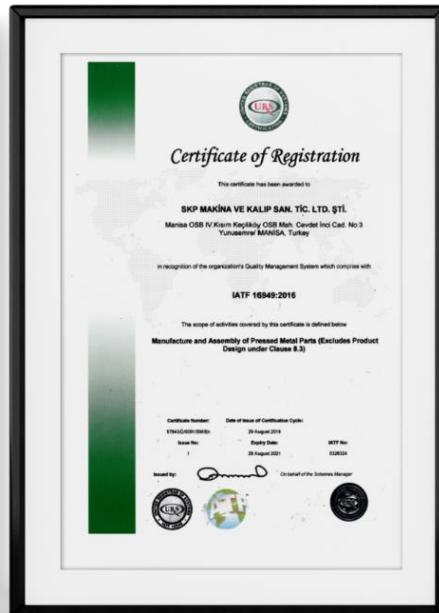 URS
Certificate of Registration
This certificate has been awarded to
SKP MAKİNA VE KALIP SAN. TİC. LTD. ŞTİ.
Manisa OSB IV.Kısım Keçiliköy OSB Mah. Cevdet İnci Cad. No:3
Yunusemre/ MANİSA, Turkey
in recognition of the organization's Quality Management System which complies with
IATF 16949:2016
The scope of activities covered by this certificate is defined below
Manufacture and Assembly of Pressed Metal Parts (Excludes Product
Design under Clause 8.3)
Certificate Number: Date of Issue of Certification Cycle:
29 August 2018
Issue No: Expiry Date: IATF No:
1 28 August 2021 0326324
Issued by: On behalf of the Schemes Manager
URS